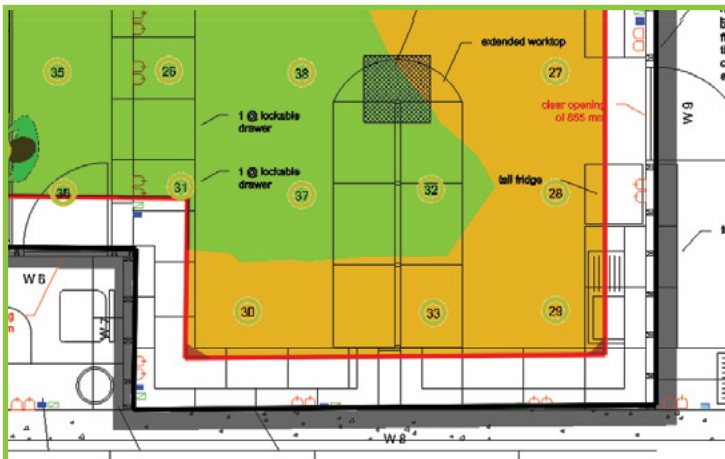 extended worktop
35
26
38
27
1 @ lockable
drawer
clear opening
of 855 mm
W 9
1 @ lockable
drawer
36
31
37
32
tall fridge
28
W 6
W 7
30
33
29
W 8